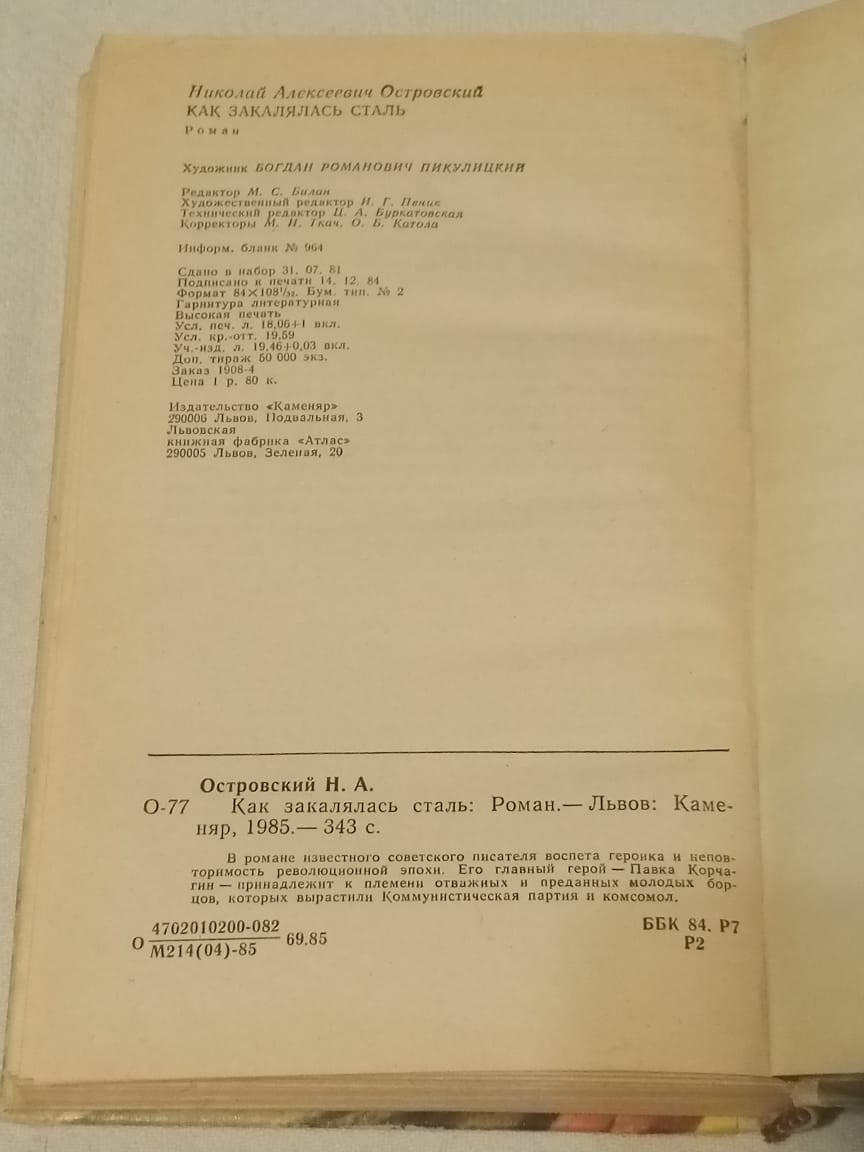 Николай Алексеевич Островский
КАК ЗАКАЛЯЛАСЬ СТАЛЬ
Роман
Художник БОГДАН РОМАНОВИЧ ПИКУЛИЦКИЙ
Редактор М. С. Билан
Художественный редактор И. Г. Пеник
Технический редактор Ц. А. Буркатовская
Корректоры М. И. Ткач, О. Б. Катола
Информ. бланк № 964
Сдано в набор 31. 07. 81
Подписано к печати 14. 12. 84
Формат 84×108¹/₃₂. Бум. тип. № 2
Гарнитура литературная
Высокая печать
Усл. печ. л. 18,06+1 вкл.
Усл. кр.-отт. 19,59
Уч.-изд. л. 19,46+0,03 вкл.
Доп. тираж 50 000 экз.
Заказ 1908-4
Цена 1 р. 80 к.
Издательство «Каменяр»
290006 Львов, Подвальная, 3
Львовская
книжная фабрика «Атлас»
290005 Львов, Зеленая, 20
Островский Н. А.
О-77 Как закалялась сталь: Роман.— Львов: Каме-
няр, 1985.— 343 с.
В романе известного советского писателя воспета героика и непов-
торимость революционной эпохи. Его главный герой — Павка Корча-
гин — принадлежит к племени отважных и преданных молодых бор-
цов, которых вырастили Коммунистическая партия и комсомол.
О 4702010200-082 69.85
М214(04)-85
ББК 84. Р7
Р2